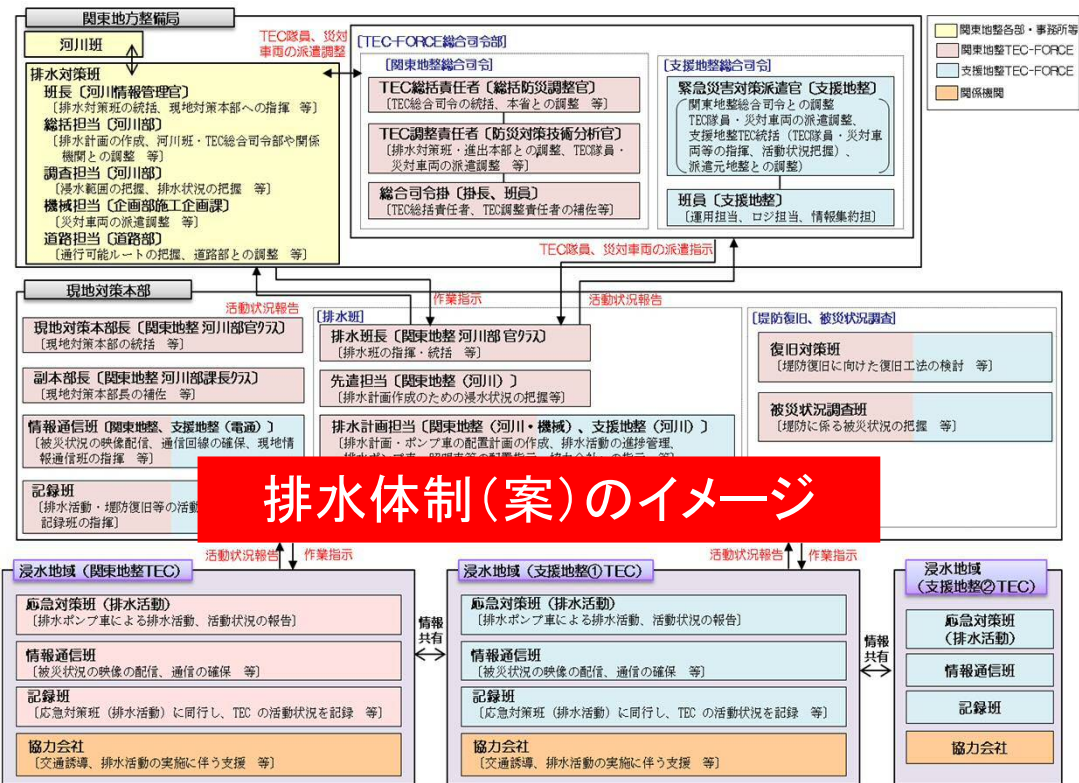 関東地方整備局
河川班
TEC隊員、災対
車両の派遣調整
排水対策班
班長〔河川情報管理官〕
〔排水対策班の統括、現地対策本部への指揮 等〕
総括担当〔河川部〕
〔排水計画の作成、河川班・TEC総合司令部や関係
機関との調整 等〕
調査担当〔河川部〕
〔浸水範囲の把握、排水状況の把握 等〕
機械担当〔企画部施工企画課〕
〔災対車両の派遣調整 等〕
道路担当〔道路部〕
〔通行可能ルートの把握、道路部との調整 等〕
[TEC-FORCE総合司令部]
[関東地整総合司令]
TEC総括責任者〔総括防災調整官〕
〔TEC総合司令の統括、本省との調整 等〕
TEC調整責任者〔防災対策技術分析官〕
〔排水対策班・進出本部との調整、TEC隊員・
災対車両の派遣調整 等〕
総合司令掛〔掛長、班員〕
〔TEC総括責任者、TEC調整責任者の補佐等〕
[支援地整総合司令]
緊急災害対策派遣官〔支援地整〕
関東地整総合司令との調整
TEC隊員・災対車両の派遣調整、
支援地整TEC統括（TEC隊員・災対車
両等の指揮、活動状況把握）、
派遣元地整との調整
班員〔支援地整〕
〔運用担当、ロジ担当、情報集約担〕
関東地整各部・事務所等
関東地整TEC-FORCE
支援地整TEC-FORCE
関係機関
TEC隊員、災対車両の派遣指示
活動状況報告
作業指示
活動状況報告
現地対策本部
現地対策本部長〔関東地整 河川部官クラス〕
〔現地対策本部の統括 等〕
副本部長〔関東地整 河川部課長クラス〕
〔現地対策本部長の補佐 等〕
情報通信班〔関東地整、支援地整（電通）〕
〔被災状況の映像配信、通信回線の確保、現地情
報通信班の指揮 等〕
記録班
〔排水活動・堤防復旧等の活動
記録班の指揮〕
[排水班]
排水班長〔関東地整 河川部 官クラス〕
〔排水班の指揮・統括 等〕
先遣担当〔関東地整（河川）〕
〔排水計画作成のための浸水状況の把握等〕
排水計画担当〔関東地整（河川・機械）、支援地整（河川）〕
〔排水計画・ポンプ車の配置計画の作成、排水活動の進捗管理、
[堤防復旧、被災状況調査]
復旧対策班
〔堤防復旧に向けた復旧工法の検討 等〕
被災状況調査班
〔堤防に係る被災状況の把握 等〕
排水体制（案）のイメージ
活動状況報告
作業指示
活動状況報告
作業指示
浸水地域（関東地整TEC）
応急対策班（排水活動）
〔排水ポンプ車による排水活動、活動状況の報告〕
情報通信班
〔被災状況の映像の配信、通信の確保 等〕
記録班
〔応急対策班（排水活動）に同行し、TEC の活動状況を記録 等〕
協力会社
〔交通誘導、排水活動の実施に伴う支援 等〕
情報
共有
浸水地域（支援地整①TEC）
応急対策班（排水活動）
〔排水ポンプ車による排水活動、活動状況の報告〕
情報通信班
〔被災状況の映像の配信、通信の確保 等〕
記録班
〔応急対策班（排水活動）に同行し、TEC の活動状況を記録 等〕
協力会社
〔交通誘導、排水活動の実施に伴う支援 等〕
情報
共有
浸水地域
（支援地整②TEC）
応急対策班
（排水活動）
情報通信班
記録班
協力会社